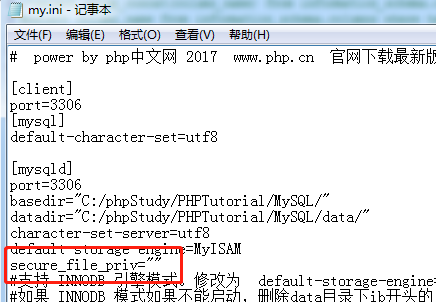 my.ini - 记事本
文件(F) 编辑(E) 格式(O) 查看(V) 帮助(H)
# power by php中文网 2017 www.php.cn 官网下载最新版
[client]
port=3306
[mysql]
default-character-set=utf8
[mysqld]
port=3306
basedir="C:/phpStudy/PHPTutorial/MySQL/"
datadir="C:/phpStudy/PHPTutorial/MySQL/data/"
character-set-server=utf8
default-storage-engine=MyISAM
secure_file_priv=""
#支持 INNODB 引擎模式。修改为 default-storage-engine=
#如果 INNODB 模式如果不能启动，删除data目录下ib开头的